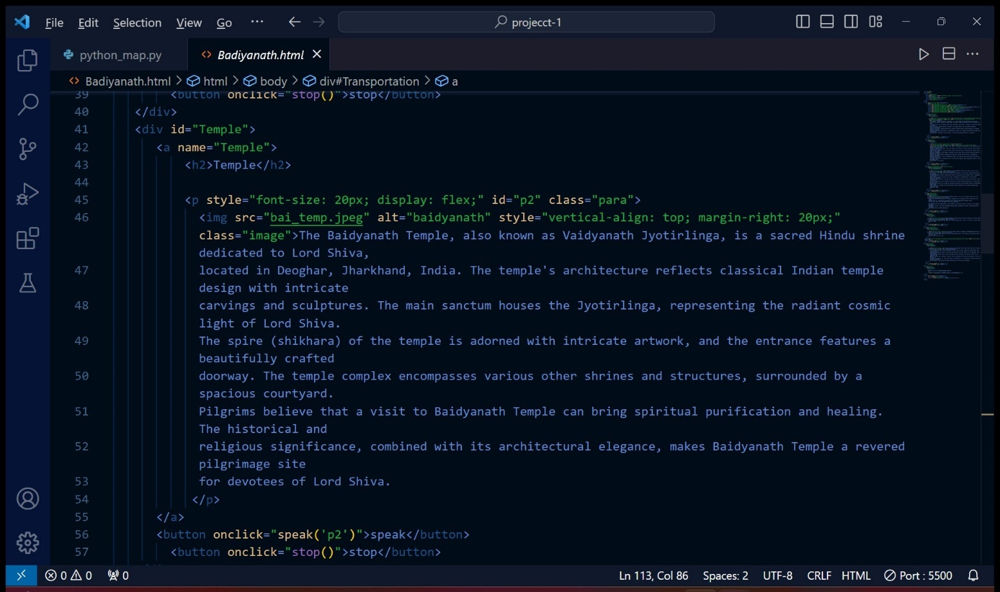 File Edit Selection View Go ··· projecct-1
python_map.py Badiyanath.html
Badiyanath.html > html > body > div#Transportation > a
39 <button onclick="stop()">stop</button>
40 </div>
41 <div id="Temple">
42 <a name="Temple">
43 <h2>Temple</h2>
44
45 <p style="font-size: 20px; display: flex;" id="p2" class="para">
46 <img src="bai_temp.jpeg" alt="baidyanath" style="vertical-align: top; margin-right: 20px;"
class="image">The Baidyanath Temple, also known as Vaidyanath Jyotirlinga, is a sacred Hindu shrine
dedicated to Lord Shiva,
47 located in Deoghar, Jharkhand, India. The temple's architecture reflects classical Indian temple
design with intricate
48 carvings and sculptures. The main sanctum houses the Jyotirlinga, representing the radiant cosmic
light of Lord Shiva.
49 The spire (shikhara) of the temple is adorned with intricate artwork, and the entrance features a
beautifully crafted
50 doorway. The temple complex encompasses various other shrines and structures, surrounded by a
spacious courtyard.
51 Pilgrims believe that a visit to Baidyanath Temple can bring spiritual purification and healing.
The historical and
52 religious significance, combined with its architectural elegance, makes Baidyanath Temple a revered
pilgrimage site
53 for devotees of Lord Shiva.
54 </p>
55 </a>
56 <button onclick="speak('p2')">speak</button>
57 <button onclick="stop()">stop</button>
0 0 0 Ln 113, Col 86 Spaces: 2 UTF-8 CRLF HTML Port : 5500